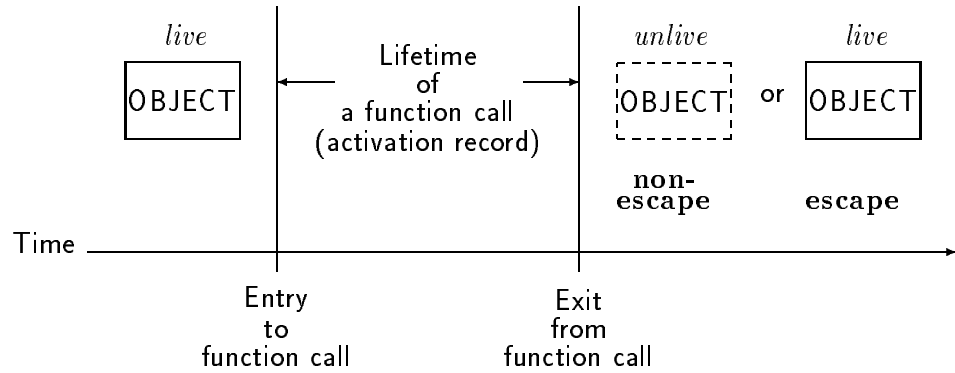 live
OBJECT
Lifetime
of
a function call
(activation record)
unlive
OBJECT
or
live
OBJECT
non-
escape
escape
Time
Entry
to
function call
Exit
from
function call